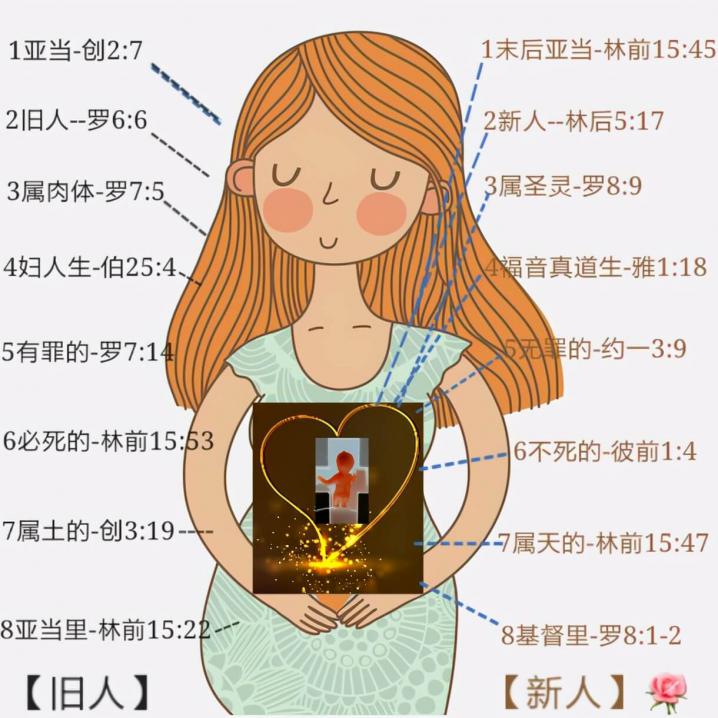 1亚当-创2:7
2旧人--罗6:6
3属肉体-罗7:5
4妇人生-伯25:4
5有罪的-罗7:14
6必死的-林前15:53
7属土的-创3:19
8亚当里-林前15:22
【旧人】
1末后亚当-林前15:45
2新人--林后5:17
3属圣灵-罗8:9
4福音真道生-雅1:18
5无罪的-约一3:9
6不死的-彼前1:4
7属天的-林前15:47
8基督里-罗8:1-2
【新人】